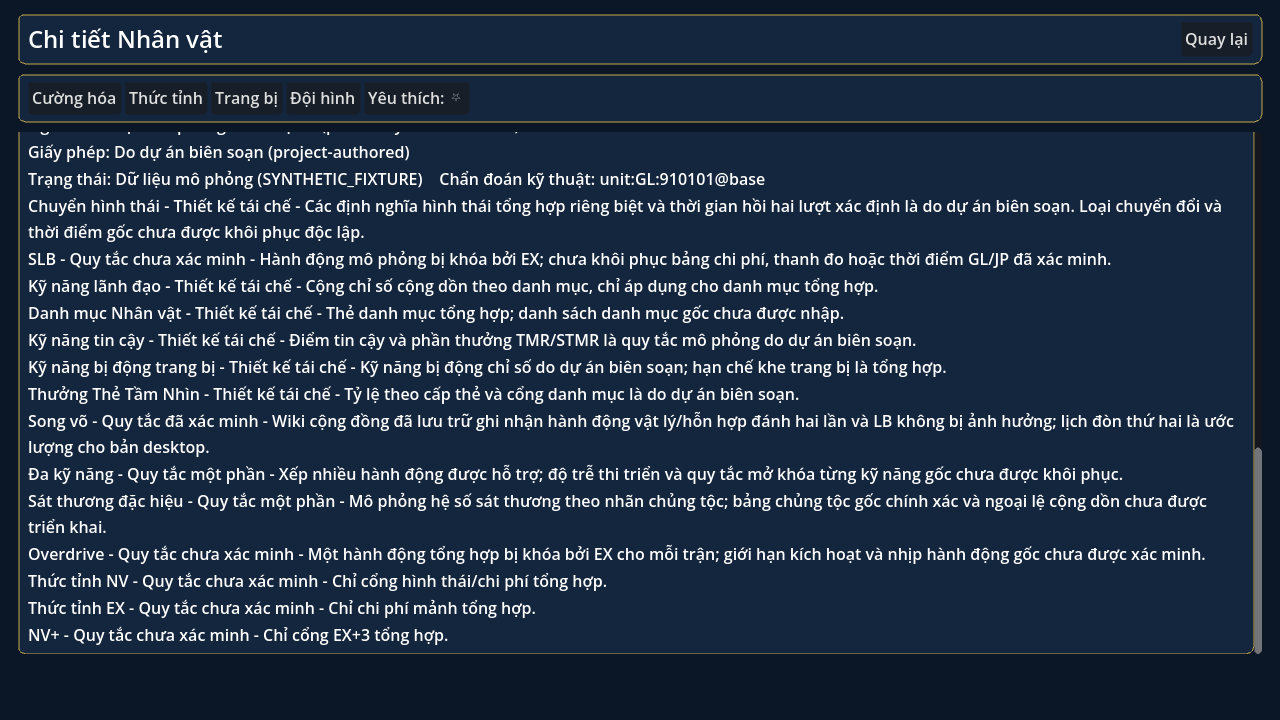 Chi tiết Nhân vật
Quay lại
Cường hóa
Thức tỉnh
Trang bị
Đội hình
Yêu thích: ☆
Giấy phép: Do dự án biên soạn (project-authored)
Trạng thái: Dữ liệu mô phỏng (SYNTHETIC_FIXTURE) Chẩn đoán kỹ thuật: unit:GL:910101@base
Chuyển hình thái - Thiết kế tái chế - Các định nghĩa hình thái tổng hợp riêng biệt và thời gian hồi hai lượt xác định là do dự án biên soạn. Loại chuyển đổi và
thời điểm gốc chưa được khôi phục độc lập.
SLB - Quy tắc chưa xác minh - Hành động mô phỏng bị khóa bởi EX; chưa khôi phục bảng chi phí, thanh đo hoặc thời điểm GL/JP đã xác minh.
Kỹ năng lãnh đạo - Thiết kế tái chế - Cộng chỉ số cộng dồn theo danh mục, chỉ áp dụng cho danh mục tổng hợp.
Danh mục Nhân vật - Thiết kế tái chế - Thẻ danh mục tổng hợp; danh sách danh mục gốc chưa được nhập.
Kỹ năng tin cậy - Thiết kế tái chế - Điểm tin cậy và phần thưởng TMR/STMR là quy tắc mô phỏng do dự án biên soạn.
Kỹ năng bị động trang bị - Thiết kế tái chế - Kỹ năng bị động chỉ số do dự án biên soạn; hạn chế khe trang bị là tổng hợp.
Thưởng Thẻ Tầm Nhìn - Thiết kế tái chế - Tỷ lệ theo cấp thẻ và cổng danh mục là do dự án biên soạn.
Song võ - Quy tắc đã xác minh - Wiki cộng đồng đã lưu trữ ghi nhận hành động vật lý/hỗn hợp đánh hai lần và LB không bị ảnh hưởng; lịch đòn thứ hai là ước
lượng cho bản desktop.
Đa kỹ năng - Quy tắc một phần - Xếp nhiều hành động được hỗ trợ; độ trễ thi triển và quy tắc mở khóa từng kỹ năng gốc chưa được khôi phục.
Sát thương đặc hiệu - Quy tắc một phần - Mô phỏng hệ số sát thương theo nhãn chủng tộc; bảng chủng tộc gốc chính xác và ngoại lệ cộng dồn chưa được
triển khai.
Overdrive - Quy tắc chưa xác minh - Một hành động tổng hợp bị khóa bởi EX cho mỗi trận; giới hạn kích hoạt và nhịp hành động gốc chưa được xác minh.
Thức tỉnh NV - Quy tắc chưa xác minh - Chỉ cổng hình thái/chi phí tổng hợp.
Thức tỉnh EX - Quy tắc chưa xác minh - Chỉ chi phí mảnh tổng hợp.
NV+ - Quy tắc chưa xác minh - Chỉ cổng EX+3 tổng hợp.